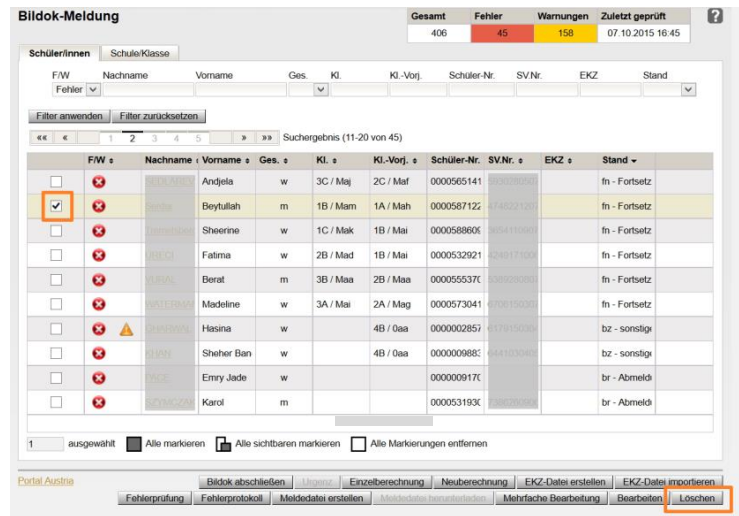 Bildok-Meldung
Gesamt Fehler Warnungen Zuletzt geprüft
406 45 158 07.10.2015 16:45
Schüler/innen Schule/Klasse
F/W Nachname Vorname Ges. Kl. Kl.-Vorj. Schüler-Nr. SV.Nr. EKZ Stand
Fehler
Filter anwenden Filter zurücksetzen
«« « 1 2 3 4 5 » »» Suchergebnis (11-20 von 45)
F/W Nachname Vorname Ges. Kl. Kl.-Vorj. Schüler-Nr. SV.Nr. EKZ Stand
Andjela w 3C / Maj 2C / Maf 0000565141 fn - Fortsetz
Beytullah m 1B / Mam 1A / Mah 0000587122 fn - Fortsetz
Sheerine w 1C / Mak 1B / Mai 000058860 fn - Fortsetz
Fatima w 2B / Mad 1B / Mai 0000532921 fn - Fortsetz
Berat m 3B / Maa 2B / Maa 000055537 fn - Fortsetz
Madeline w 3A / Mai 2A / Mag 0000573041 fn - Fortsetz
Hasina w 4B / 0aa 0000002857 bz - sonstige
KHAN Sheher Ban w 4B / 0aa 000000988 bz - sonstige
Emry Jade w 000000917 br - Abmeld
Karol m 000053193 br - Abmeld
1 ausgewählt Alle markieren Alle sichtbaren markieren Alle Markierungen entfernen
Portal Austria Bildok abschließen Urgenz Einzelberechnung Neuberechnung EKZ-Datei erstellen EKZ-Datei importieren
Fehlerprüfung Fehlerprotokoll Meldedatei erstellen Meldedatei herunterladen Mehrfache Bearbeitung Bearbeiten Löschen